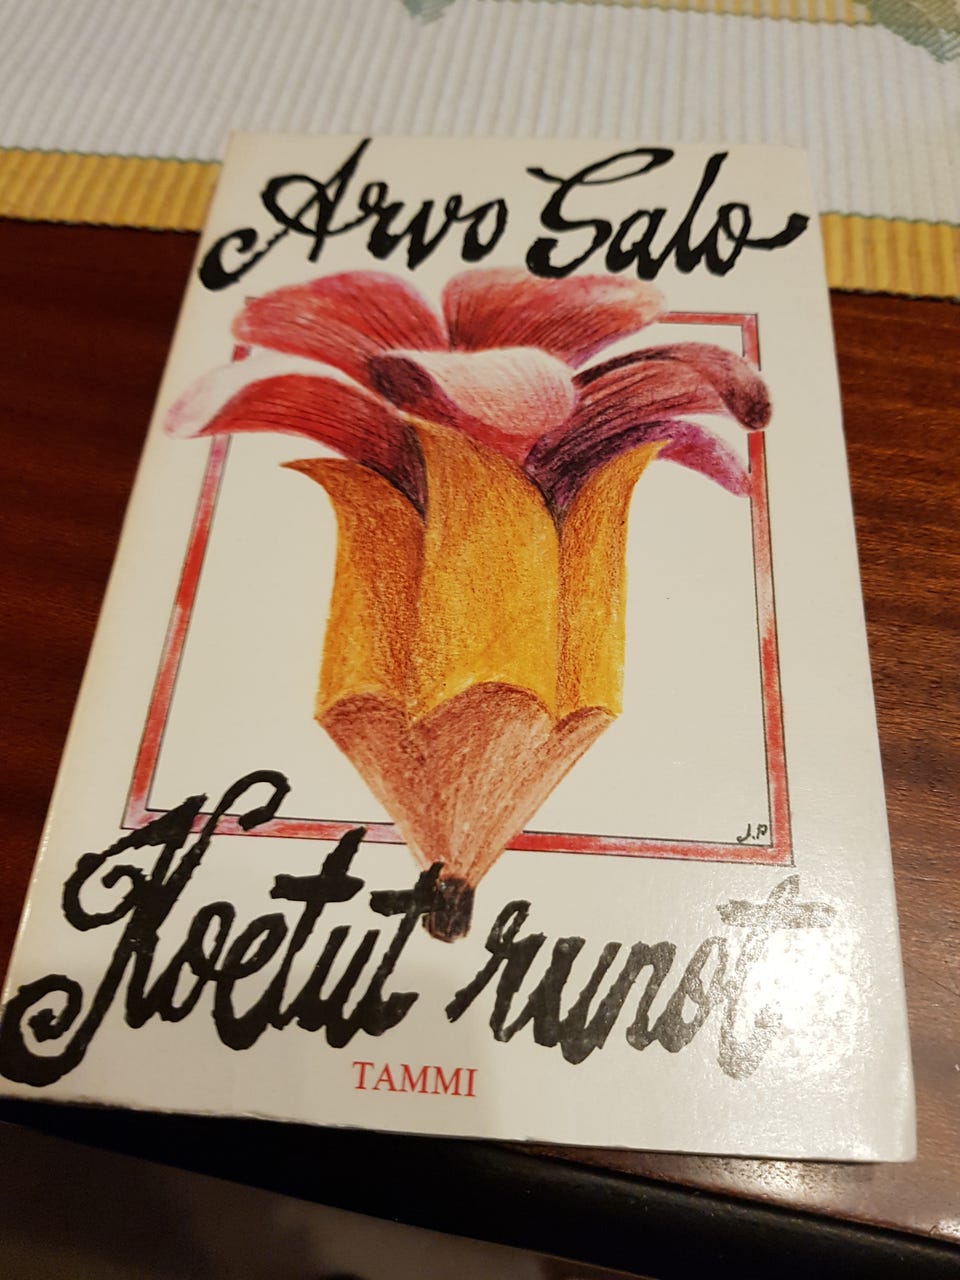 Arvo Salo
J.P
Koetut runot
TAMMI